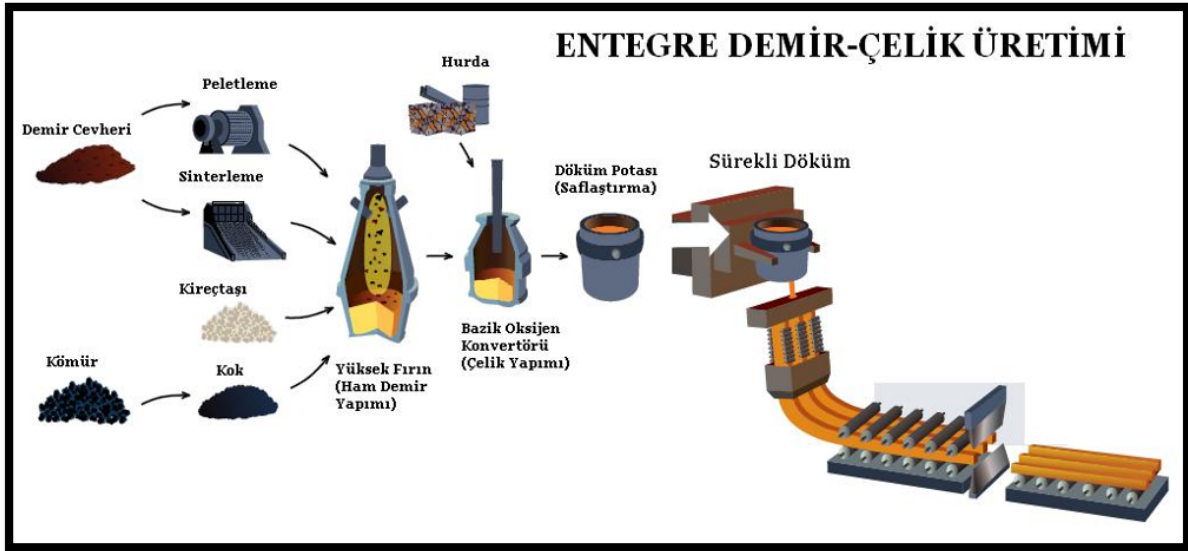 ENTEGRE DEMİR-ÇELİK ÜRETİMİ
Hurda
Peletleme
Demir Cevheri
Sinterleme
Döküm Potası
(Saflaştırma)
Sürekli Döküm
Kireçtaşı
Bazik Oksijen
Konvertörü
(Çelik Yapımı)
Kömür
Kok
Yüksek Fırın
(Ham Demir
Yapımı)